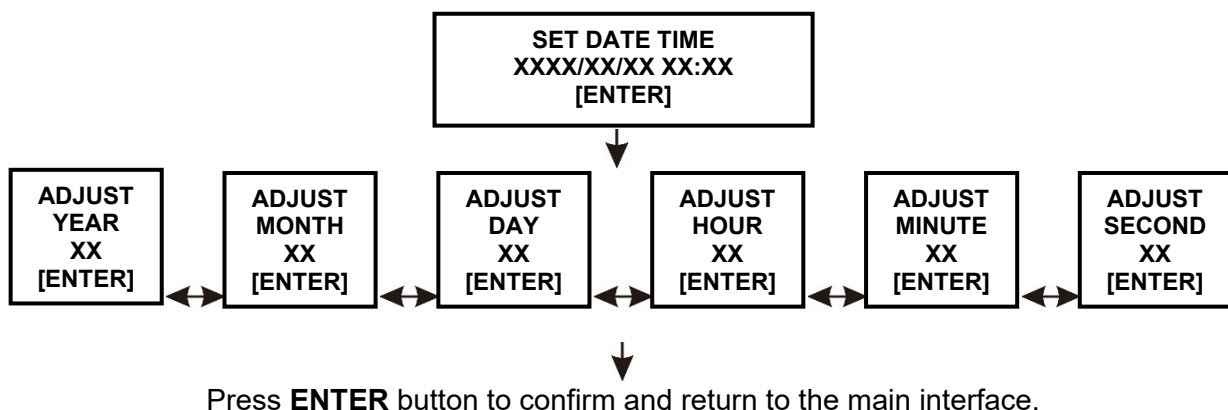 SET DATE TIME
XXXX/XX/XX XX:XX
[ENTER]
ADJUST
YEAR
XX
[ENTER]
ADJUST
MONTH
XX
[ENTER]
ADJUST
DAY
XX
[ENTER]
ADJUST
HOUR
XX
[ENTER]
ADJUST
MINUTE
XX
[ENTER]
ADJUST
SECOND
XX
[ENTER]
Press ENTER button to confirm and return to the main interface.